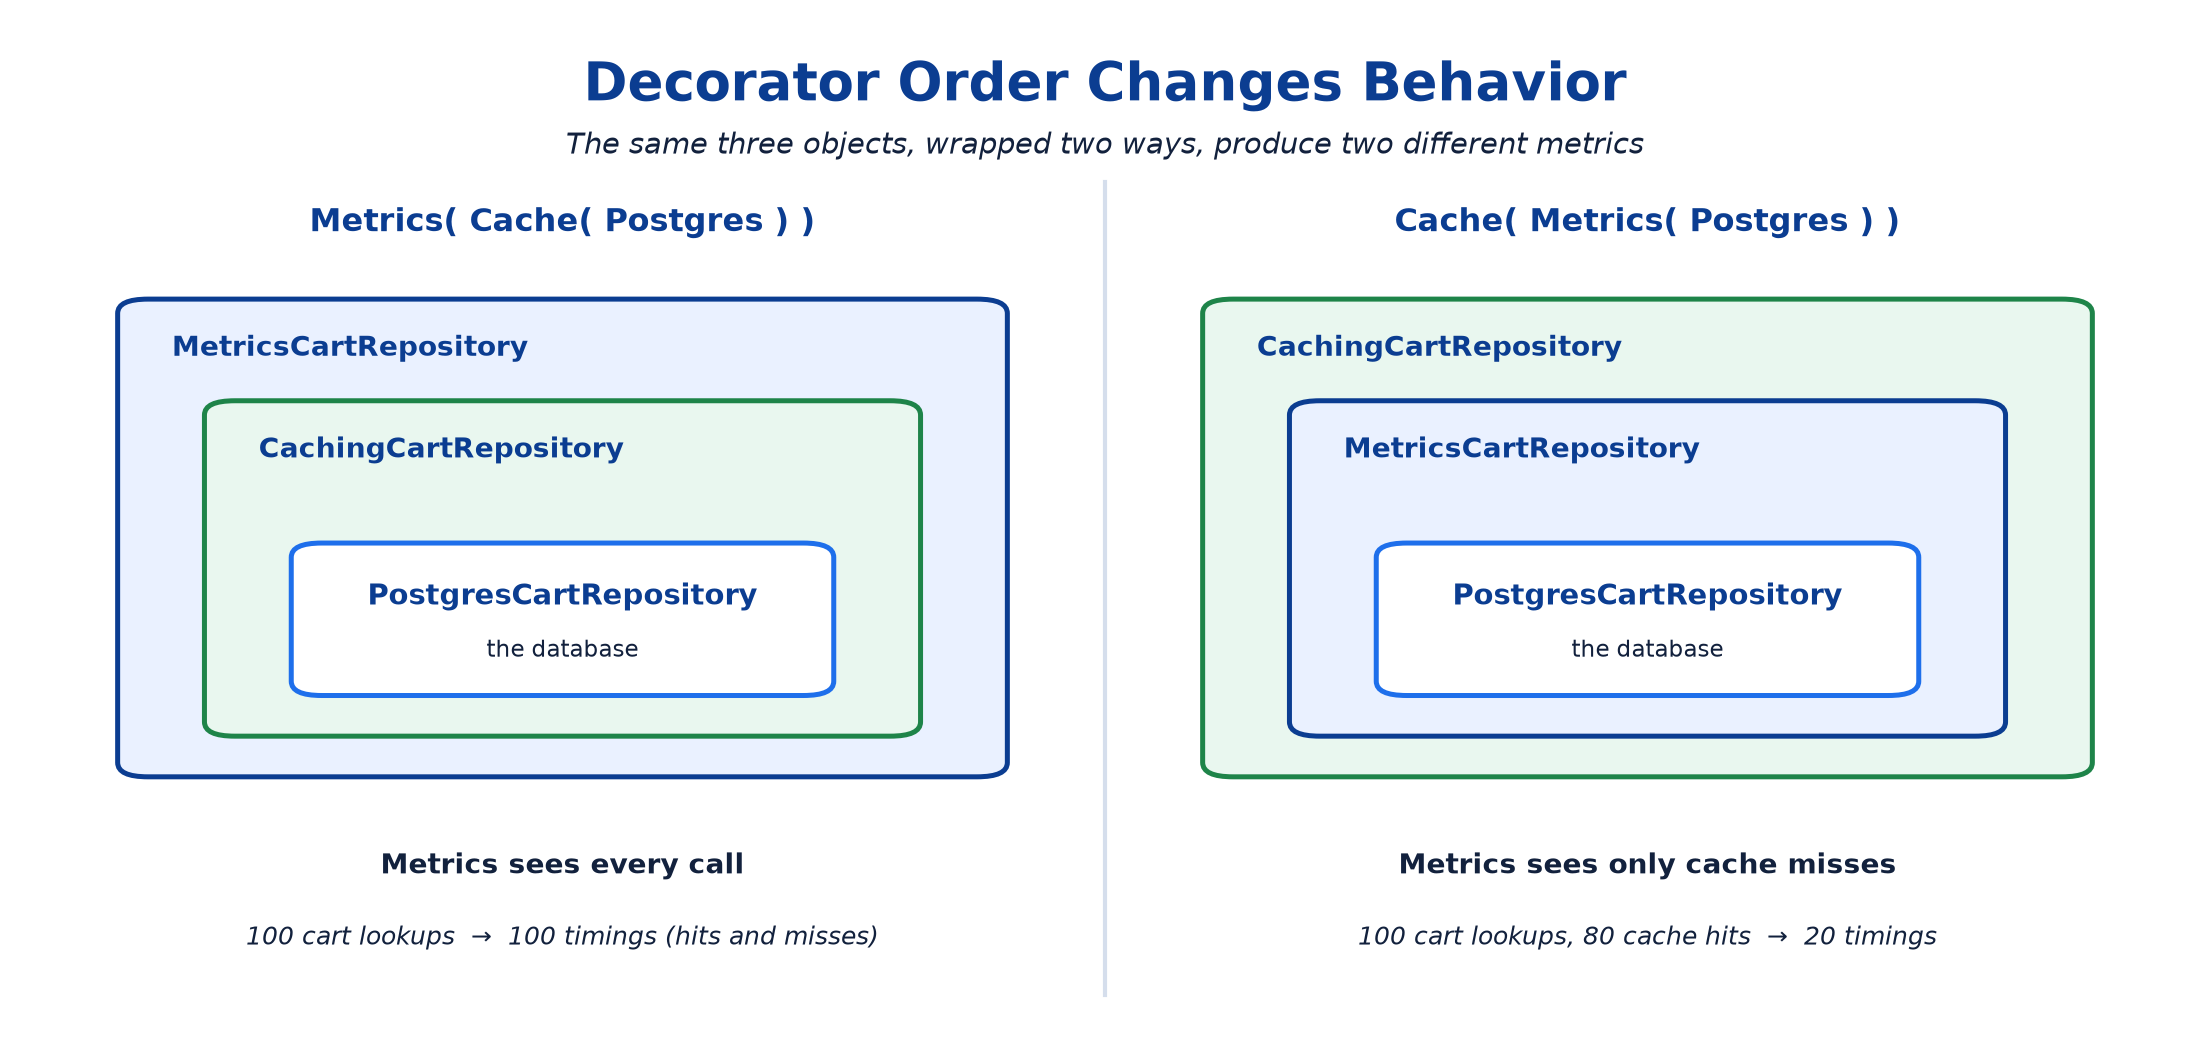 Decorator Order Changes Behavior
The same three objects, wrapped two ways, produce two different metrics
Metrics( Cache( Postgres ) )
MetricsCartRepository
CachingCartRepository
PostgresCartRepository
the database
Metrics sees every call
100 cart lookups → 100 timings (hits and misses)
Cache( Metrics( Postgres ) )
CachingCartRepository
MetricsCartRepository
PostgresCartRepository
the database
Metrics sees only cache misses
100 cart lookups, 80 cache hits → 20 timings